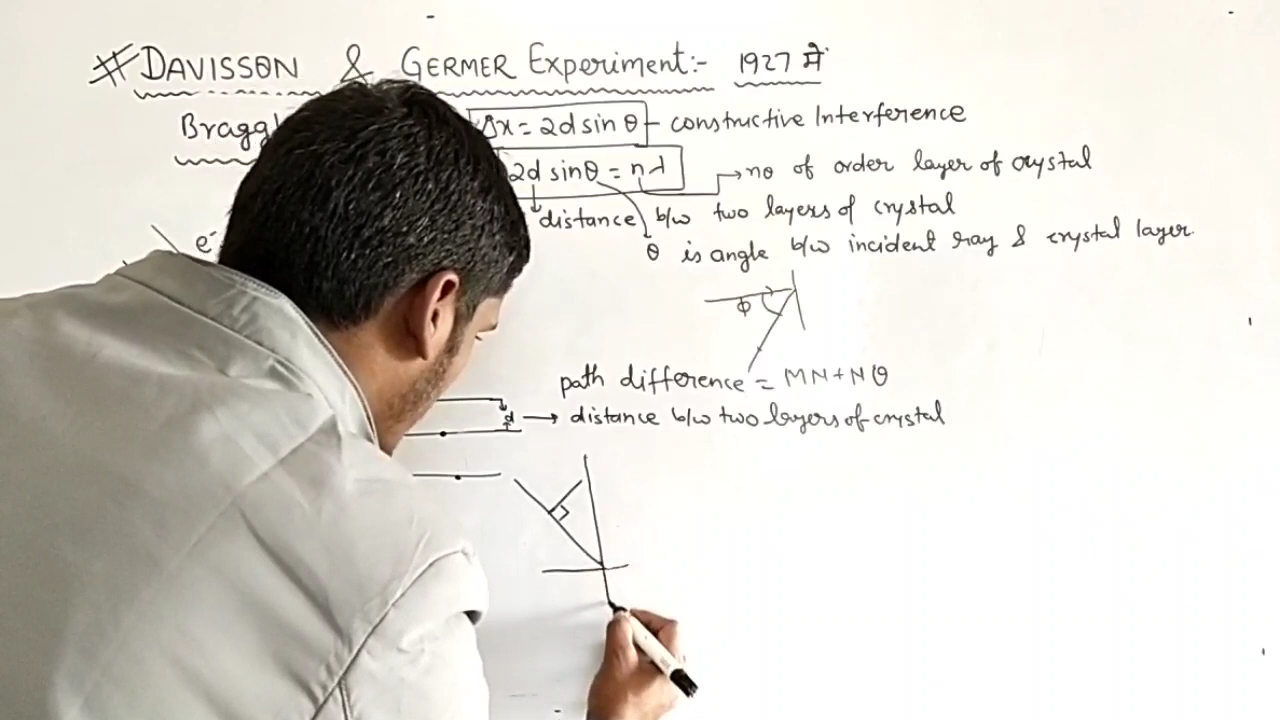 # DAVISSON & GERMER Experiment:- 1927 में
Bragg
Δx = 2d sin θ - constructive Interference
2d sinθ = nλ → no of order layer of crystal
distance b/w two layers of crystal
θ is angle b/w incident ray & crystal layer.
e⁻
Φ
path difference = MN + NO
d → distance b/w two layers of crystal